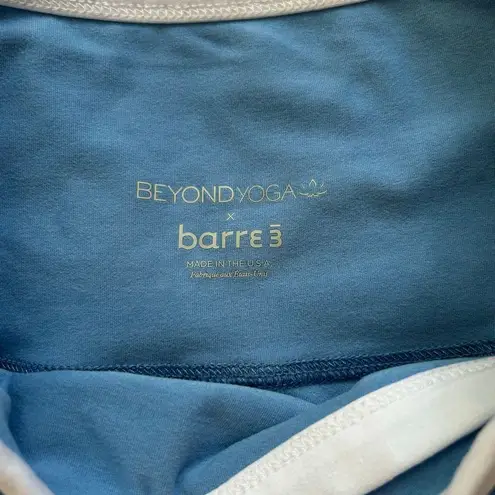 BEYOND YOGA
x
barre3
MADE IN THE U.S.A.
Fabriqué aux États-Unis